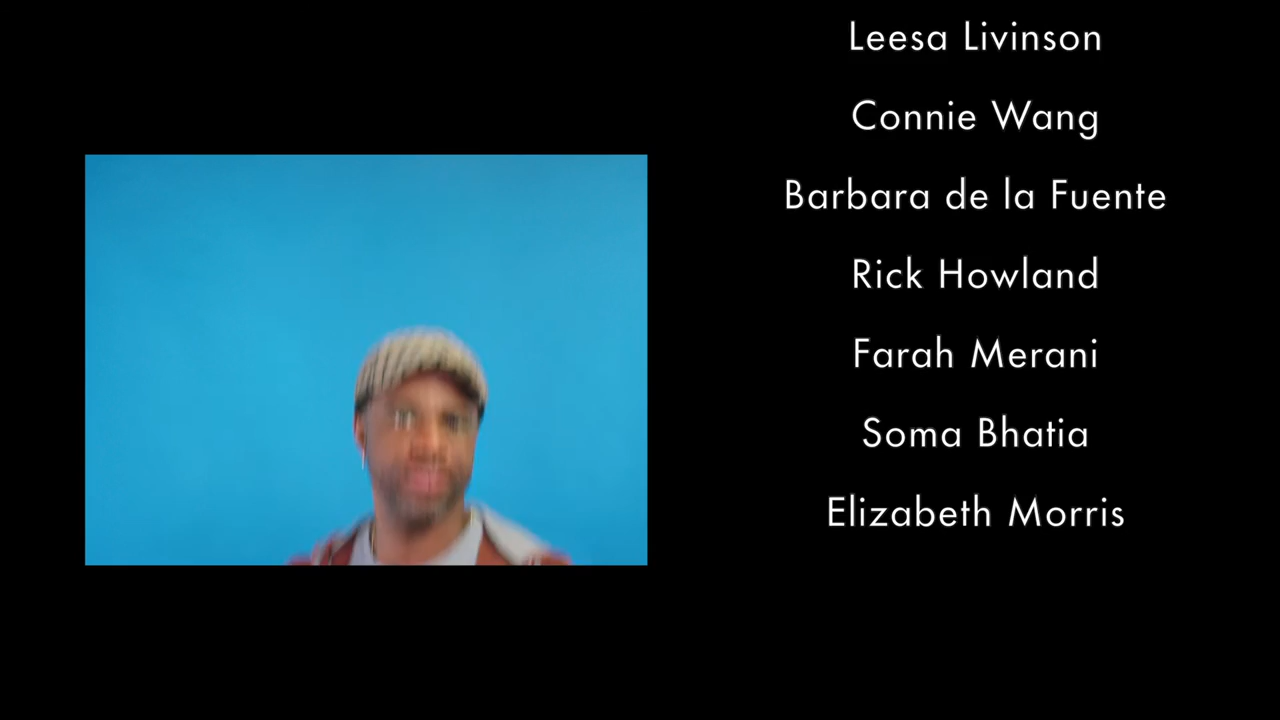 Leesa Livinson
Connie Wang
Barbara de la Fuente
Rick Howland
Farah Merani
Soma Bhatia
Elizabeth Morris